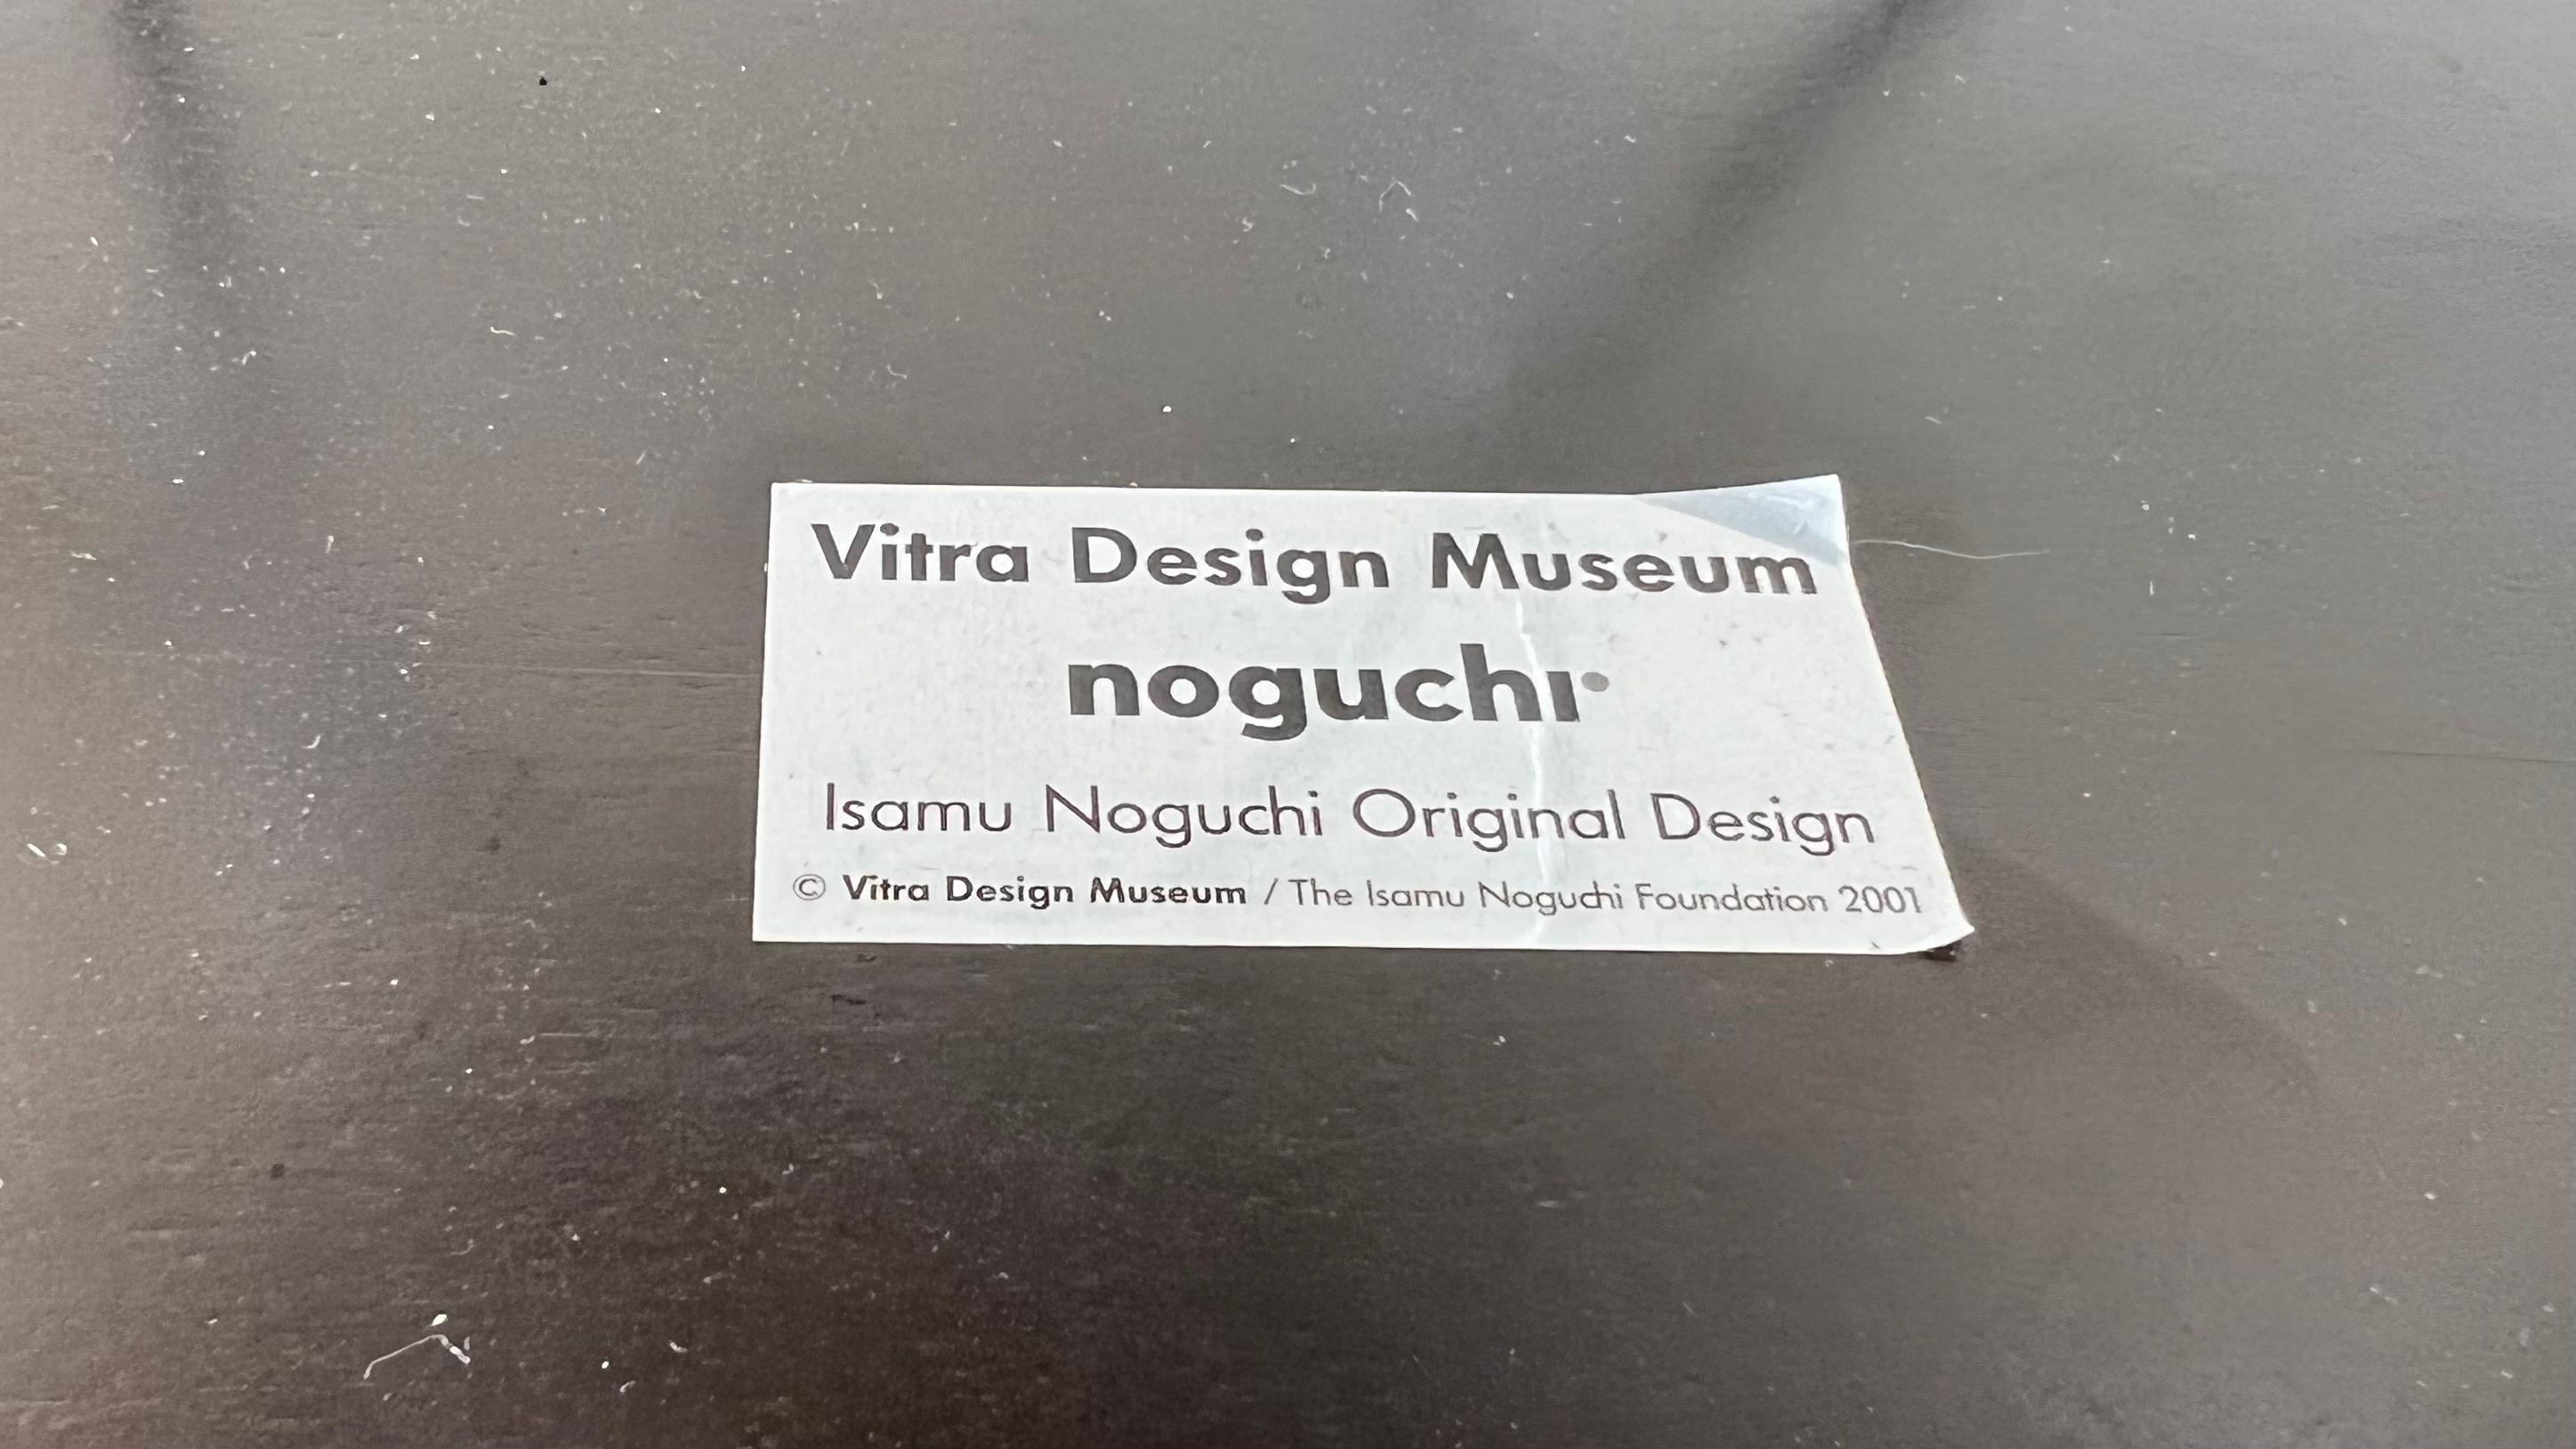 Vitra Design Museum
noguchi
Isamu Noguchi Original Design
© Vitra Design Museum / The Isamu Noguchi Foundation 2001